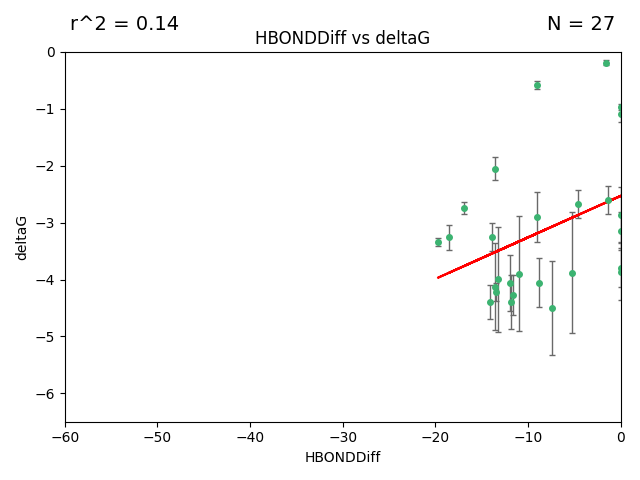 r^2 = 0.14
N = 27
HBONDDiff vs deltaG
0
−1
−2
−3
−4
−5
−6
deltaG
−60
−50
−40
−30
−20
−10
0
HBONDDiff